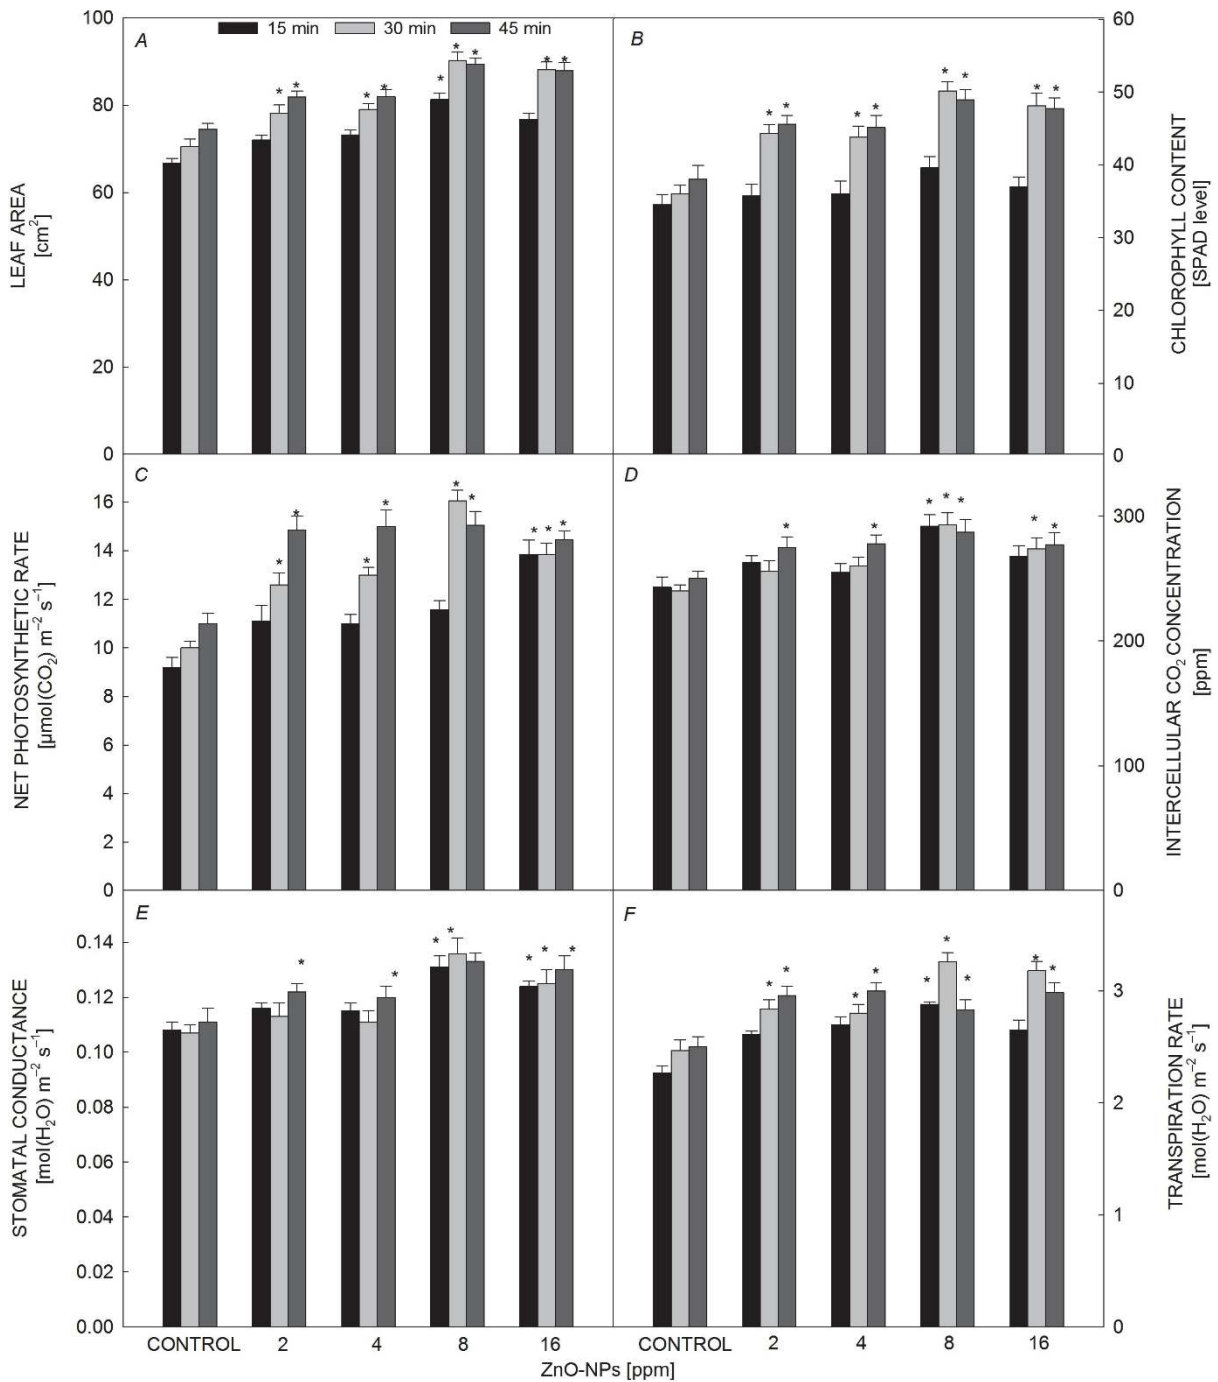 15 min 30 min 45 min
A
100
80
60
40
20
0
LEAF AREA
[cm²]
B
60
50
40
30
20
10
0
CHLOROPHYLL CONTENT
[SPAD level]
* * * * * * * * *
* * * * * * * *
C
16
14
12
10
8
6
4
2
0
NET PHOTOSYNTHETIC RATE
[µmol(CO₂) m⁻² s⁻¹]
D
300
200
100
0
INTERCELLULAR CO₂ CONCENTRATION
[ppm]
* * * * * * * * *
* * * * * * *
E
0.14
0.12
0.10
0.08
0.06
0.04
0.02
0.00
STOMATAL CONDUCTANCE
[mol(H₂O) m⁻² s⁻¹]
F
3
2
1
0
TRANSPIRATION RATE
[mol(H₂O) m⁻² s⁻¹]
* * * * * * *
* * * * * * * * *
CONTROL 2 4 8 16
CONTROL 2 4 8 16
ZnO-NPs [ppm]